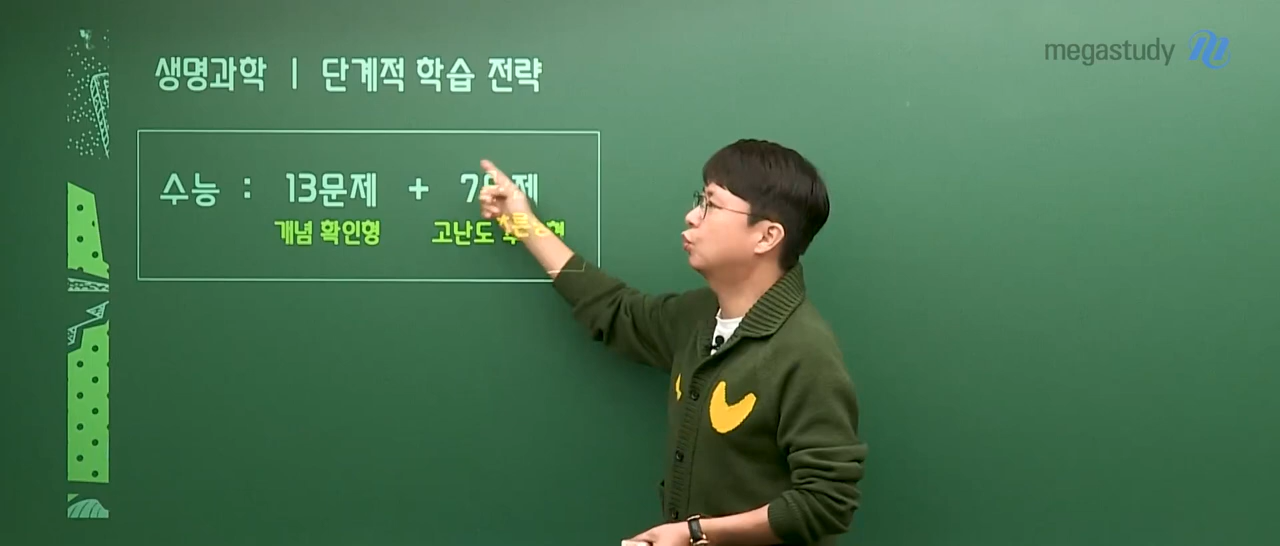 megastudy
생명과학 I 단계적 학습 전략
수능 : 13문제 + 7
개념 확인형 고난도